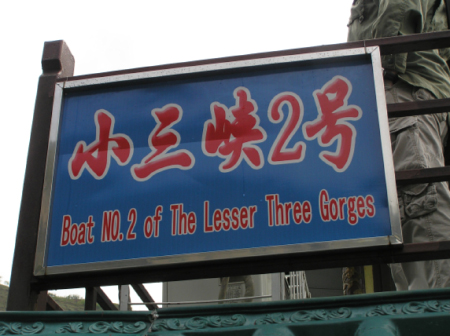 小三峡2号
Boat NO.2 of The Lesser Three Gorges